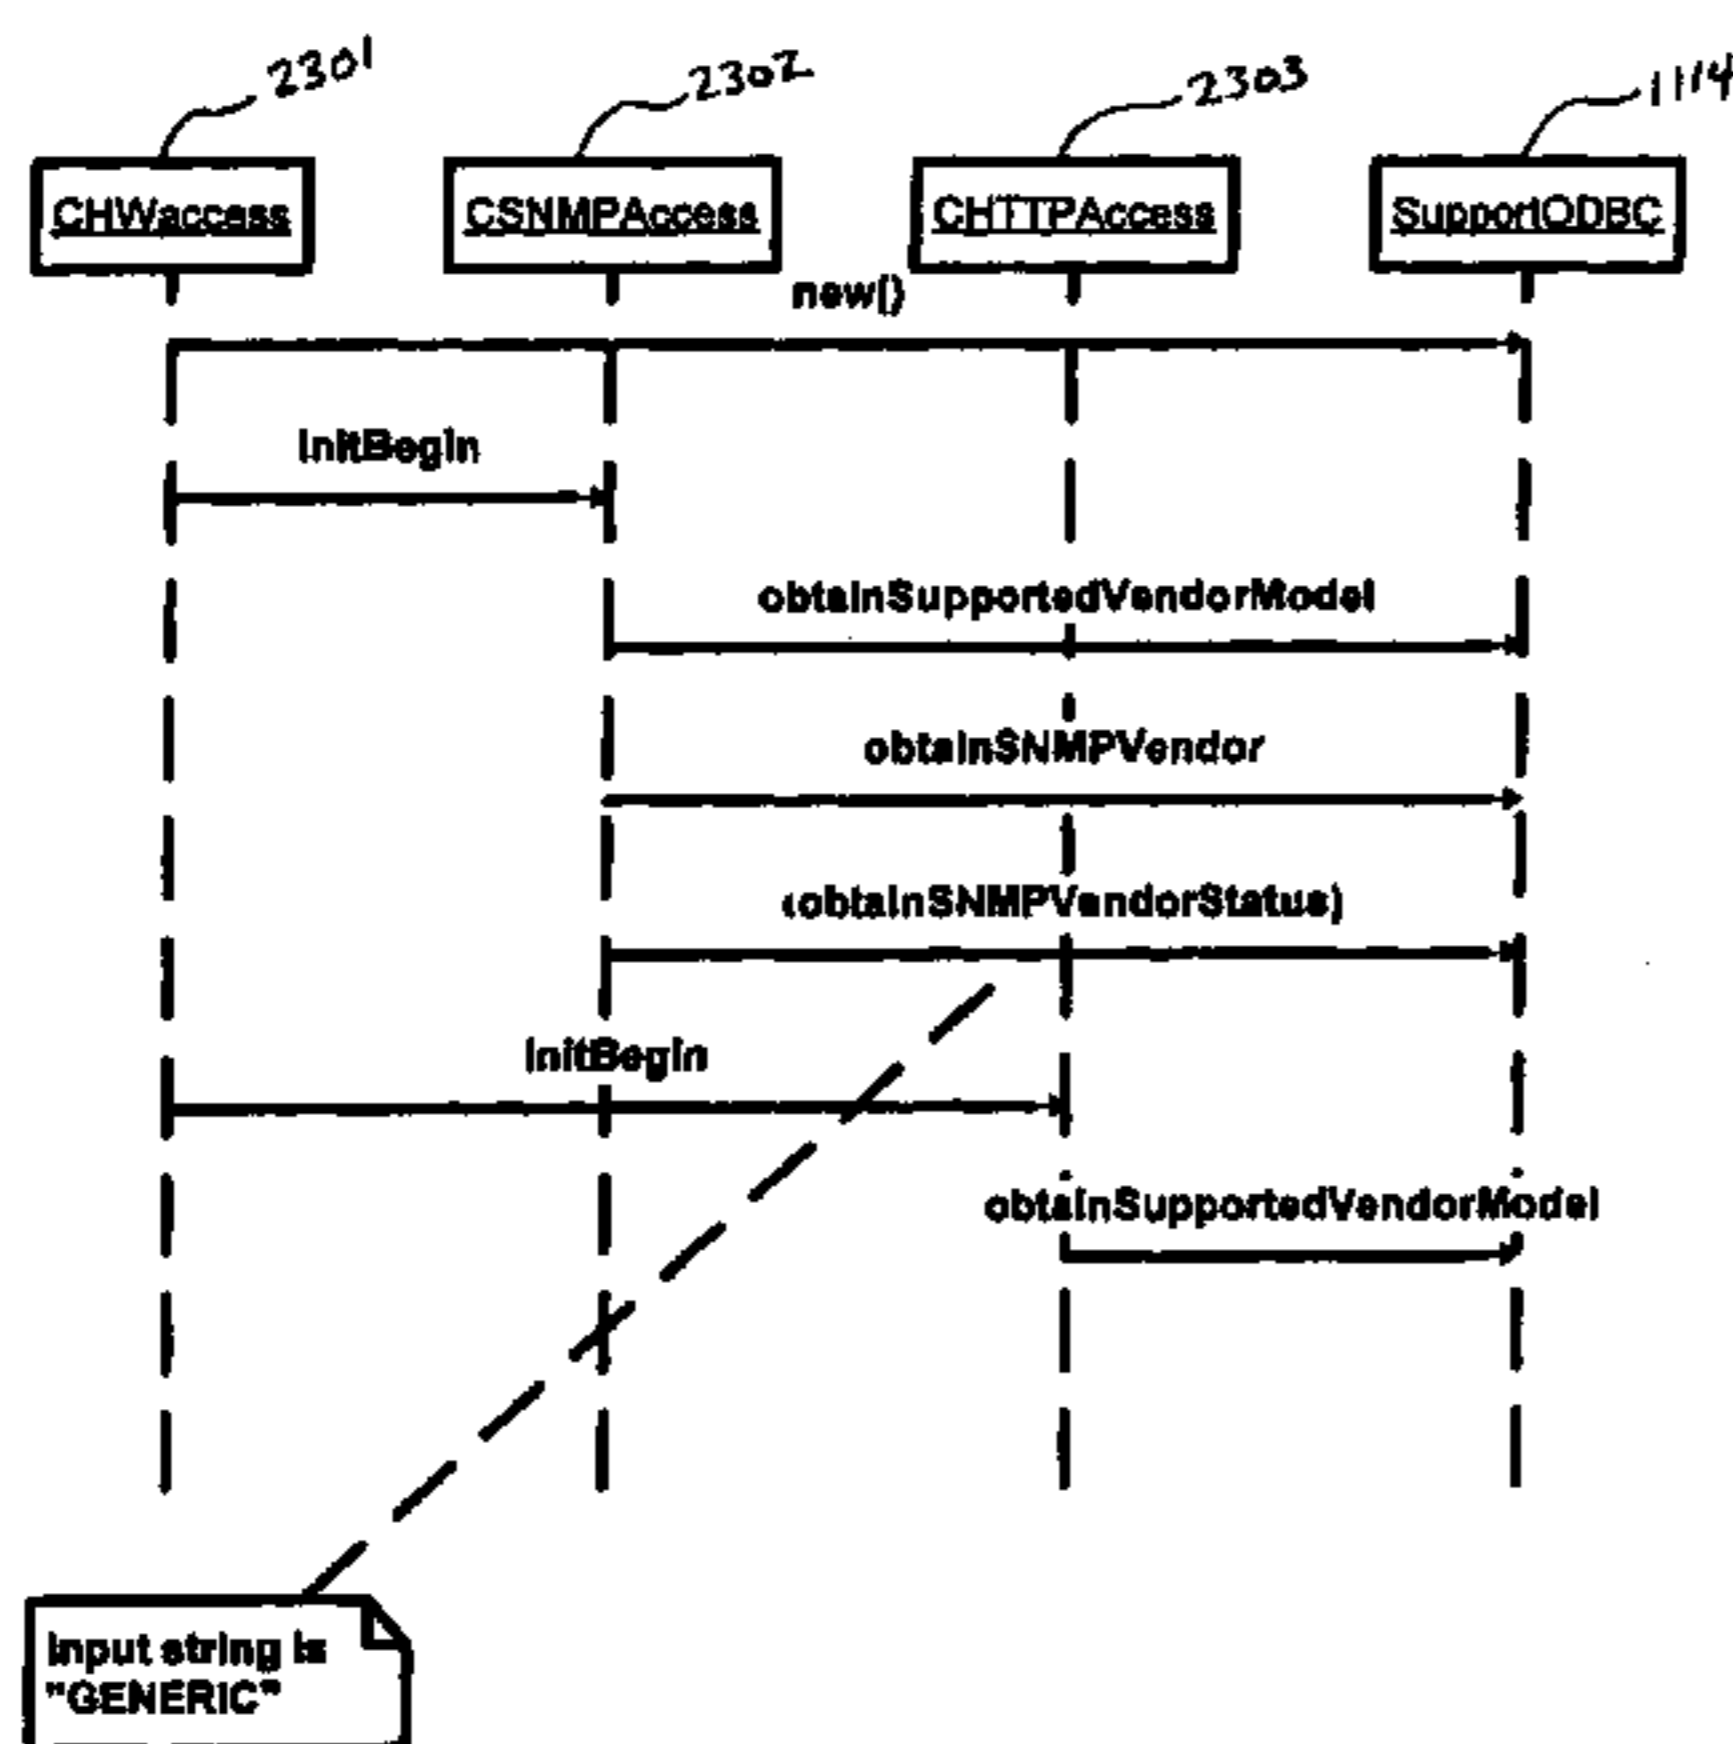 2301
2302
2303
1114
CHWaccess
CSNMPAccess
CHTTPAccess
SupportODBC
new()
initBegin
obtainSupportedVendorModel
obtainSNMPVendor
(obtainSNMPVendorStatus)
initBegin
obtainSupportedVendorModel
Input string is
"GENERIC"